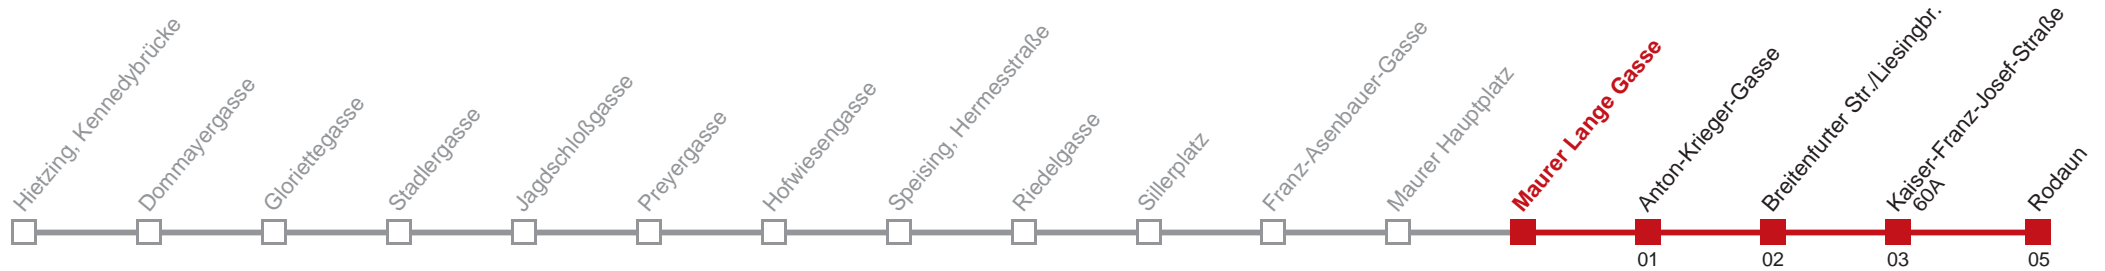 Hietzing, Kennedybrücke
Dommayergasse
Gloriettegasse
Stadlergasse
Jagdschloßgasse
Preyergasse
Hofwiesengasse
Speising, Hermesstraße
Riedelgasse
Sillerplatz
Franz-Asenbauer-Gasse
Maurer Hauptplatz
Maurer Lange Gasse
Anton-Krieger-Gasse
Breitenfurter Str./Liesingbr.
Kaiser-Franz-Josef-Straße
60A
Rodaun
01
02
03
05